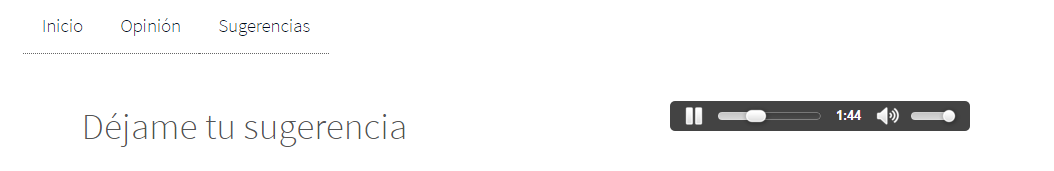 Inicio Opinión Sugerencias
Déjame tu sugerencia
1:44